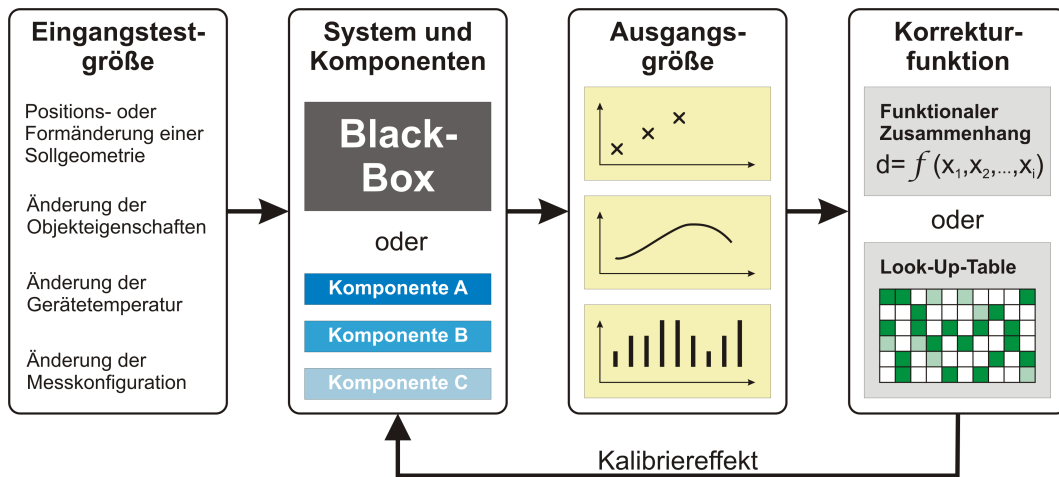 Eingangstest-
größe
Positions- oder
Formänderung einer
Sollgeometrie
Änderung der
Objekteigenschaften
Änderung der
Gerätetemperatur
Änderung der
Messkonfiguration
System und
Komponenten
Black-
Box
oder
Komponente A
Komponente B
Komponente C
Ausgangs-
größe
Korrektur-
funktion
Funktionaler
Zusammenhang
d= f (x₁,x₂,...,xᵢ)
oder
Look-Up-Table
Kalibriereffekt